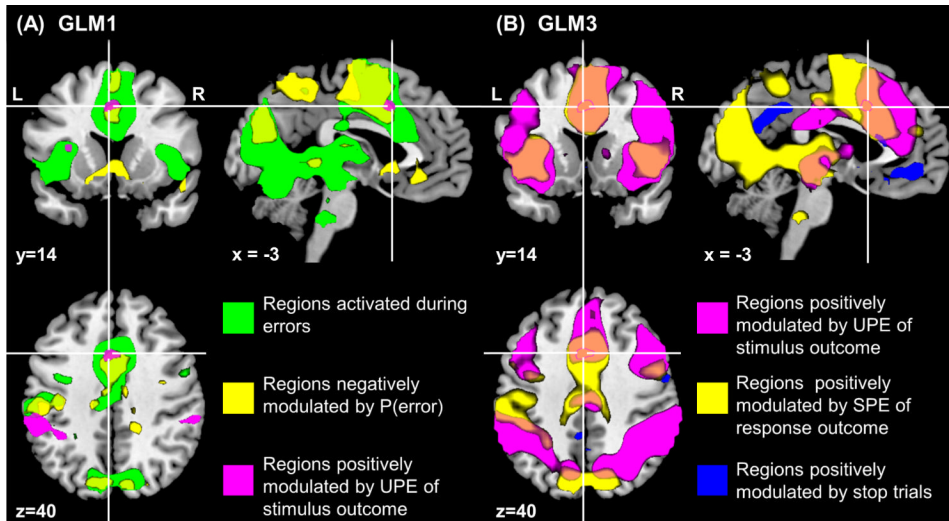 (A) GLM1
L
R
y=14
x = -3
Regions activated during
errors
Regions negatively
modulated by P(error)
Regions positively
modulated by UPE of
stimulus outcome
z=40
(B) GLM3
L
R
y=14
x = -3
Regions positively
modulated by UPE of
stimulus outcome
Regions positively
modulated by SPE of
response outcome
Regions positively
modulated by stop trials
z=40